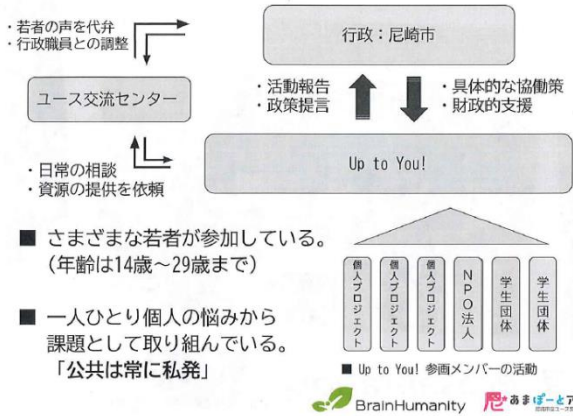 ・若者の声を代弁
・行政職員との調整
行政：尼崎市
ユース交流センター
・活動報告
・政策提言
・具体的な協働策
・財政的支援
・日常の相談
・資源の提供を依頼
Up to You!
■ さまざまな若者が参加している。
（年齢は14歳～29歳まで）
■ 一人ひとり個人の悩みから
課題として取り組んでいる。
「公共は常に私発」
個人プロジェクト
個人プロジェクト
個人プロジェクト
NPO法人
学生団体
学生団体
■ Up to You! 参画メンバーの活動
BrainHumanity
あまぽーとア